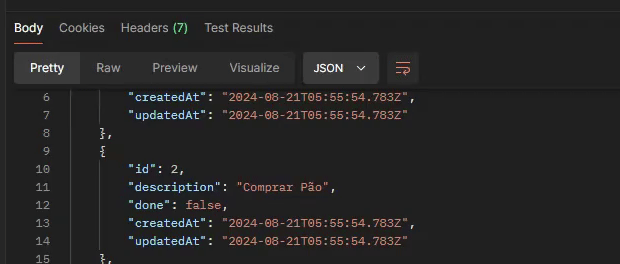 Body Cookies Headers (7) Test Results
Pretty Raw Preview Visualize JSON
6 "createdAt": "2024-08-21T05:55:54.783Z",
7 "updatedAt": "2024-08-21T05:55:54.783Z"
8 },
9 {
10 "id": 2,
11 "description": "Comprar Pão",
12 "done": false,
13 "createdAt": "2024-08-21T05:55:54.783Z",
14 "updatedAt": "2024-08-21T05:55:54.783Z"
15 },